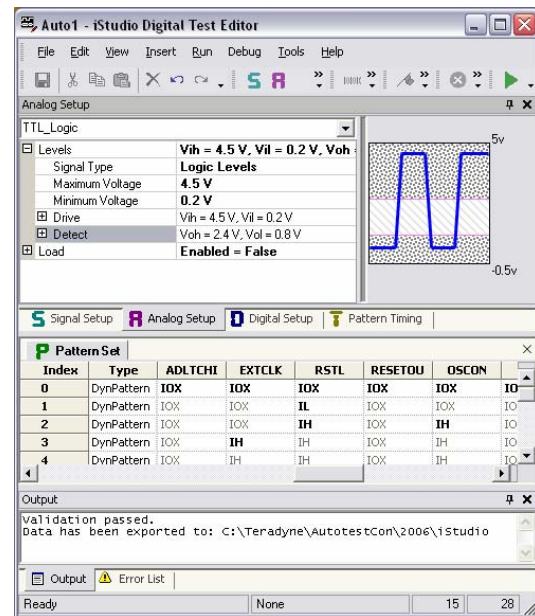 Auto1 - iStudio Digital Test Editor
File Edit View Insert Run Debug Tools Help
Analog Setup
TTL_Logic
Levels Vih = 4.5 V, Vil = 0.2 V, Voh
Signal Type Logic Levels
Maximum Voltage 4.5 V
Minimum Voltage 0.2 V
Drive Vih = 4.5 V, Vil = 0.2 V
Detect Voh = 2.4 V, Vol = 0.8 V
Load Enabled = False
5v
-0.5v
S Signal Setup A Analog Setup D Digital Setup T Pattern Timing
P Pattern Set
Index Type ADLTCHI EXTCLK RSTL RESETOU OSCON
0 DynPattern IOX IOX IOX IOX IOX IO
1 DynPattern IOX IOX IL IOX IOX IO
2 DynPattern IOX IOX IH IOX IH IO
3 DynPattern IOX IH IH IOX IH IO
4 DynPattern IOX IH IH IOX IH IO
Output
Validation passed.
Data has been exported to: C:\Teradyne\AutotestCon\2006\iStudio
Output Error List
Ready None 15 28